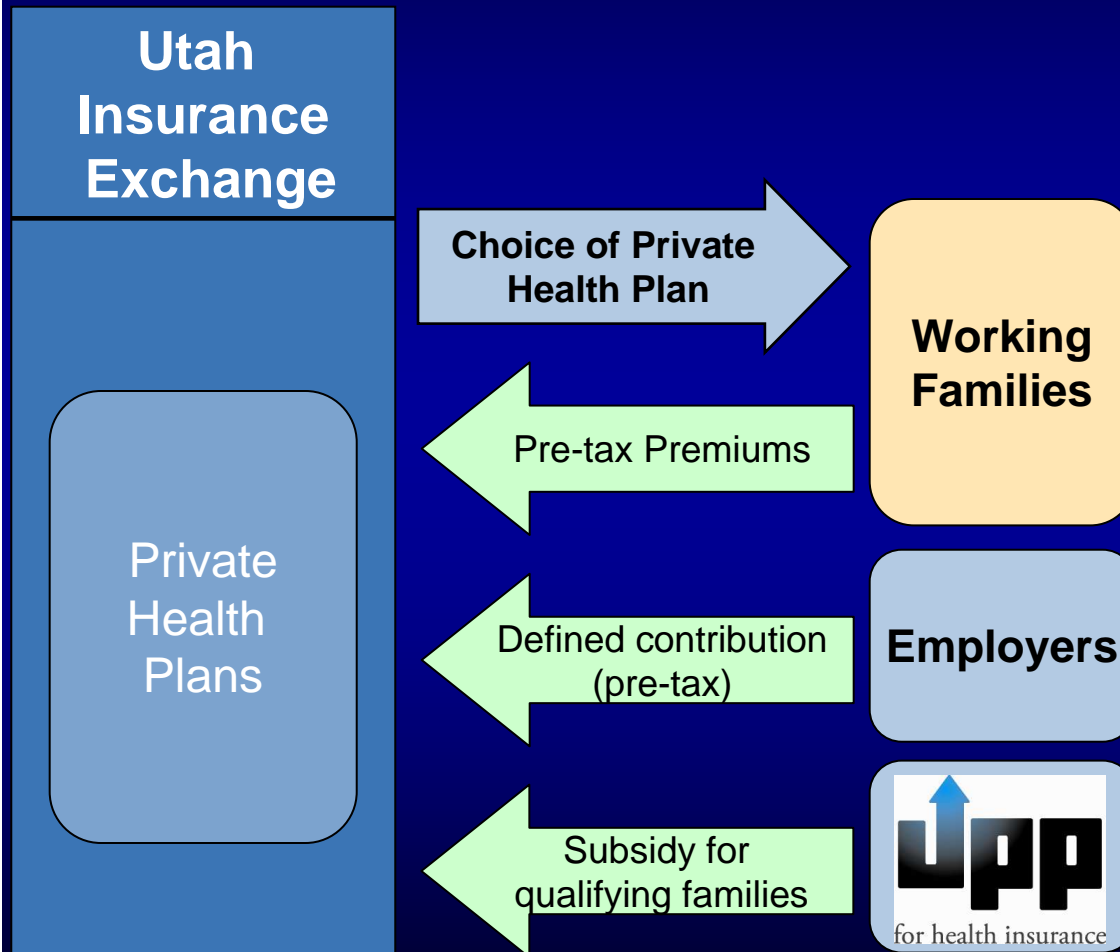 Utah
Insurance
Exchange
Choice of Private
Health Plan
Working
Families
Pre-tax Premiums
Private
Health
Plans
Defined contribution
(pre-tax)
Employers
Subsidy for
qualifying families
UPP
for health insurance